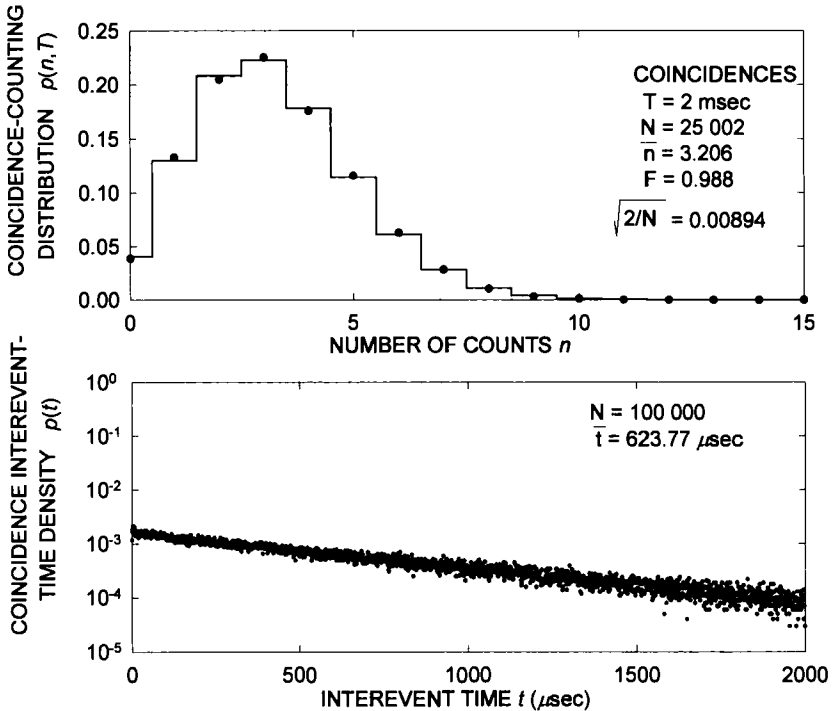 COINCIDENCE-COUNTING
DISTRIBUTION p(n,T)
0.25
0.20
0.15
0.10
0.05
0.00
COINCIDENCES
T = 2 msec
N = 25 002
n̅ = 3.206
F = 0.988
√2/N = 0.00894
0 5 10 15
NUMBER OF COUNTS n
COINCIDENCE INTEREVENT-
TIME DENSITY p(t)
10⁰
10⁻¹
10⁻²
10⁻³
10⁻⁴
10⁻⁵
N = 100 000
t̅ = 623.77 μsec
0 500 1000 1500 2000
INTEREVENT TIME t (μsec)